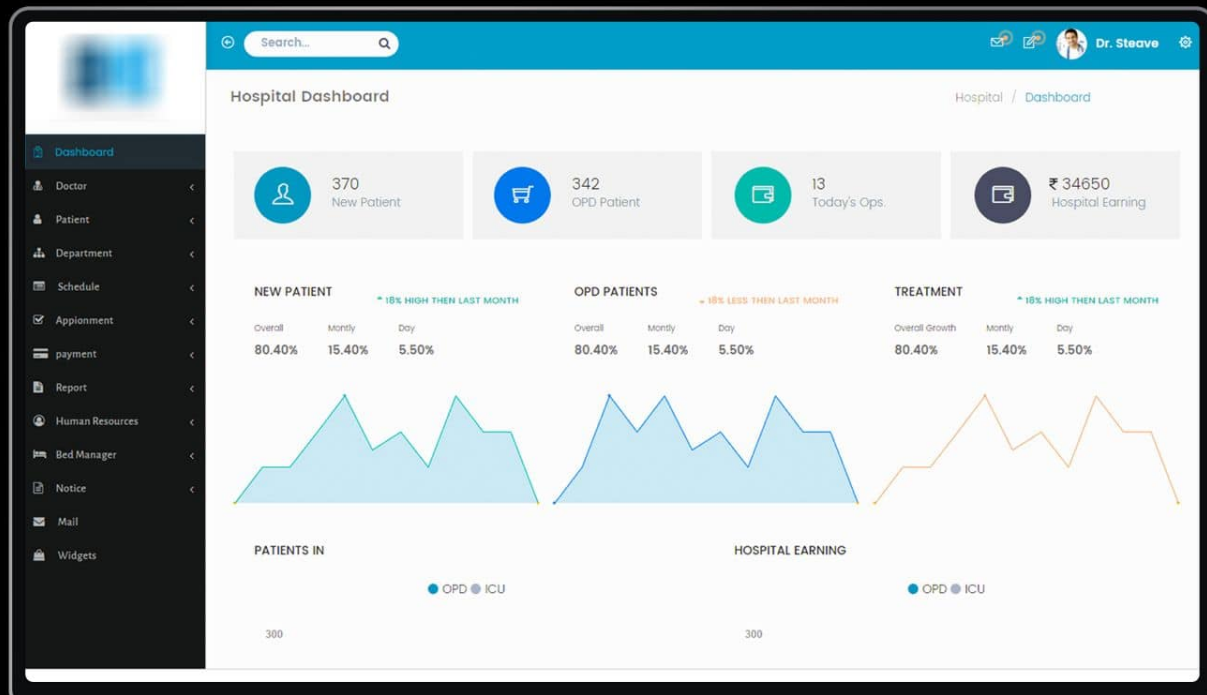 Search...
Dr. Steave
Hospital Dashboard
Hospital / Dashboard
Dashboard
Doctor
Patient
Department
Schedule
Appionment
payment
Report
Human Resources
Bed Manager
Notice
Mail
Widgets
370
New Patient
342
OPD Patient
13
Today's Ops.
₹ 34650
Hospital Earning
NEW PATIENT
18% HIGH THEN LAST MONTH
Overall Montly Day
80.40% 15.40% 5.50%
OPD PATIENTS
18% LESS THEN LAST MONTH
Overall Montly Day
80.40% 15.40% 5.50%
TREATMENT
18% HIGH THEN LAST MONTH
Overall Growth Montly Day
80.40% 15.40% 5.50%
PATIENTS IN
OPD ICU
300
HOSPITAL EARNING
OPD ICU
300